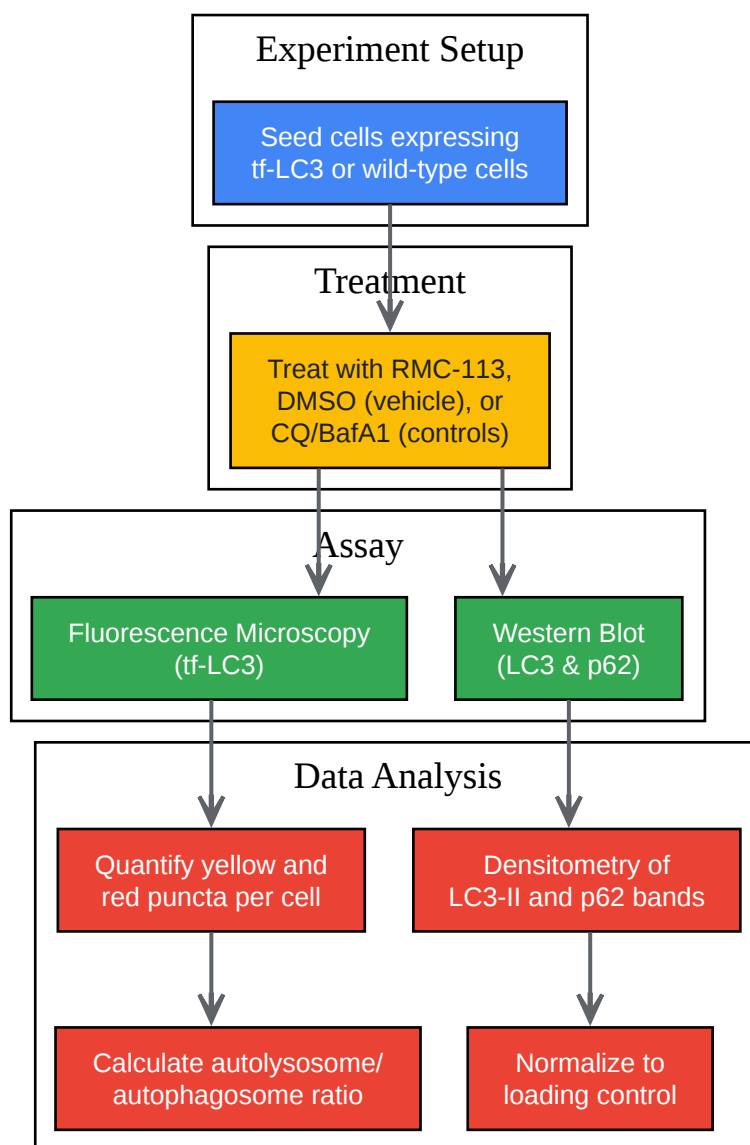 Experiment Setup
Seed cells expressing
tf-LC3 or wild-type cells
Treatment
Treat with RMC-113,
DMSO (vehicle), or
CQ/BafA1 (controls)
Assay
Fluorescence Microscopy
(tf-LC3)
Western Blot
(LC3 & p62)
Data Analysis
Quantify yellow and
red puncta per cell
Densitometry of
LC3-II and p62 bands
Calculate autolysosome/
autophagosome ratio
Normalize to
loading control